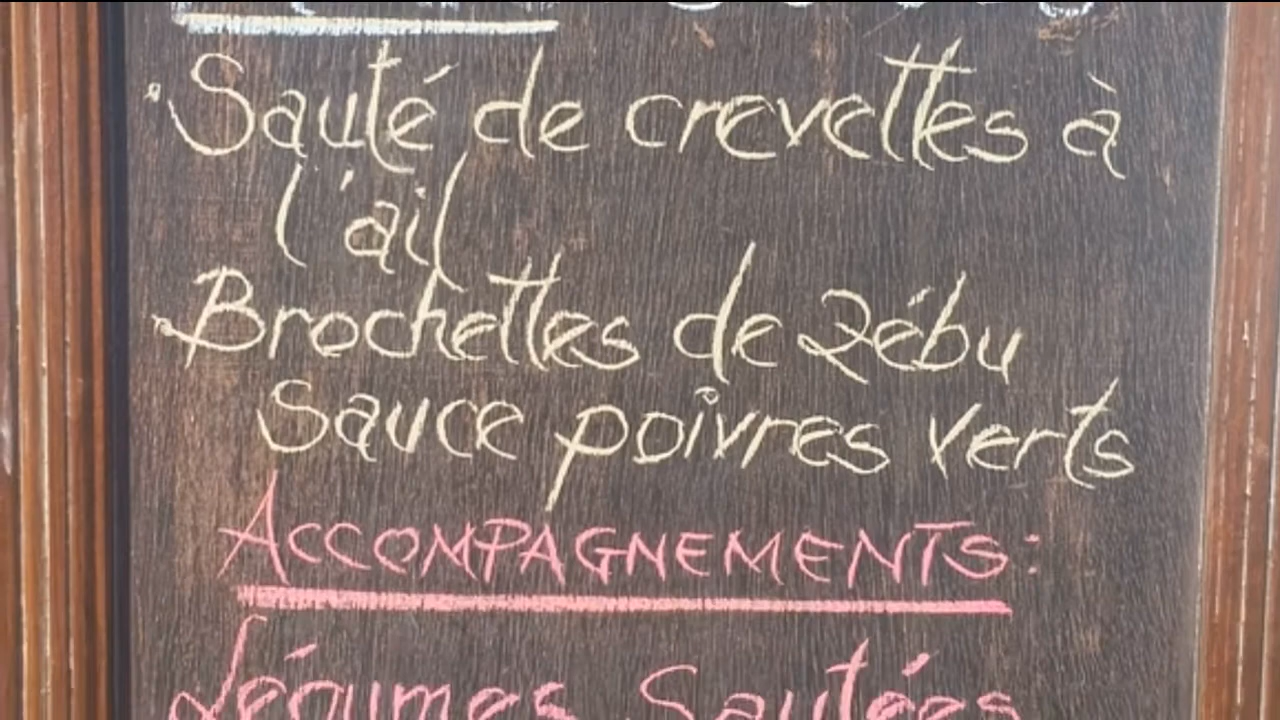 Sauté de crevettes à
l'ail
Brochettes de Zébu
Sauce poivres verts
ACCOMPAGNEMENTS:
Légumes Sautées